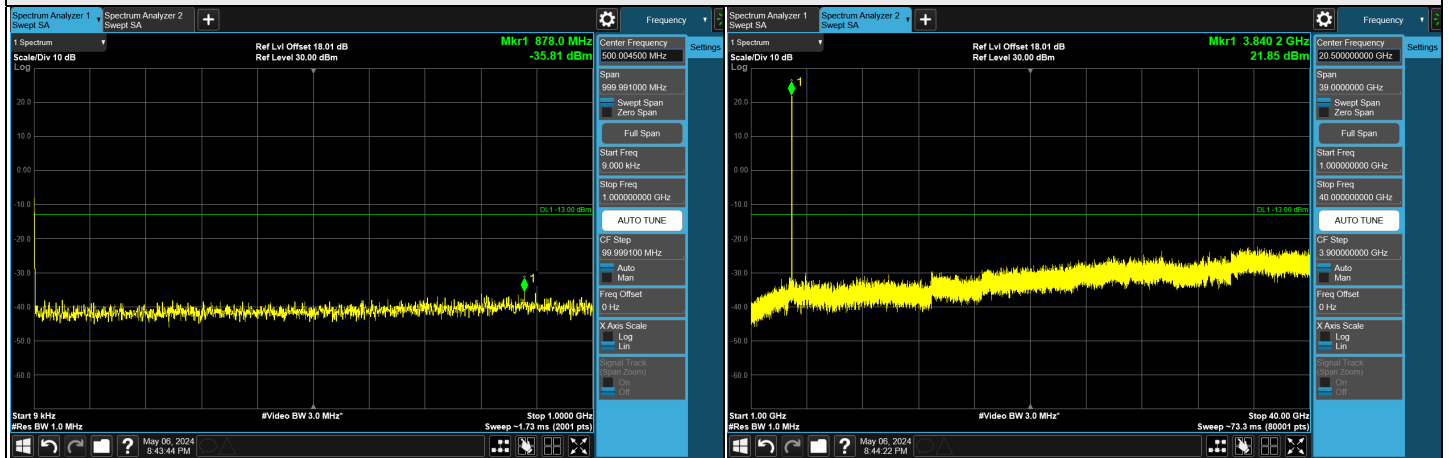 Spectrum Analyzer 1
Swept SA
Spectrum Analyzer 2
Swept SA
+
Frequency
1 Spectrum
Scale/Div 10 dB
Log
Ref Lvl Offset 18.01 dB
Ref Level 30.00 dBm
Mkr1 878.0 MHz
-35.81 dBm
1
20.0
10.0
0.00
-10.0
DL1 -13.00 dBm
-20.0
-30.0
-40.0
-50.0
-60.0
Start 9 kHz
#Res BW 1.0 MHz
#Video BW 3.0 MHz*
Stop 1.0000 GHz
Sweep ~1.73 ms (2001 pts)
Center Frequency
500.004500 MHz
Settings
Span
999.991000 MHz
Swept Span
Zero Span
Full Span
Start Freq
9.000 kHz
Stop Freq
1.000000000 GHz
AUTO TUNE
CF Step
99.999100 MHz
Auto
Man
Freq Offset
0 Hz
X Axis Scale
Log
Lin
Signal Track
(Span Zoom)
On
Off
?
May 06, 2024
8:43:44 PM
Spectrum Analyzer 1
Swept SA
Spectrum Analyzer 2
Swept SA
+
Frequency
1 Spectrum
Scale/Div 10 dB
Log
Ref Lvl Offset 18.01 dB
Ref Level 30.00 dBm
Mkr1 3.840 2 GHz
21.85 dBm
1
20.0
10.0
0.00
-10.0
DL1 -13.00 dBm
-20.0
-30.0
-40.0
-50.0
-60.0
Start 1.00 GHz
#Res BW 1.0 MHz
#Video BW 3.0 MHz*
Stop 40.00 GHz
Sweep ~73.3 ms (80001 pts)
Center Frequency
20.500000000 GHz
Settings
Span
39.0000000 GHz
Swept Span
Zero Span
Full Span
Start Freq
1.000000000 GHz
Stop Freq
40.000000000 GHz
AUTO TUNE
CF Step
3.900000000 GHz
Auto
Man
Freq Offset
0 Hz
X Axis Scale
Log
Lin
Signal Track
(Span Zoom)
On
Off
?
May 06, 2024
8:44:22 PM